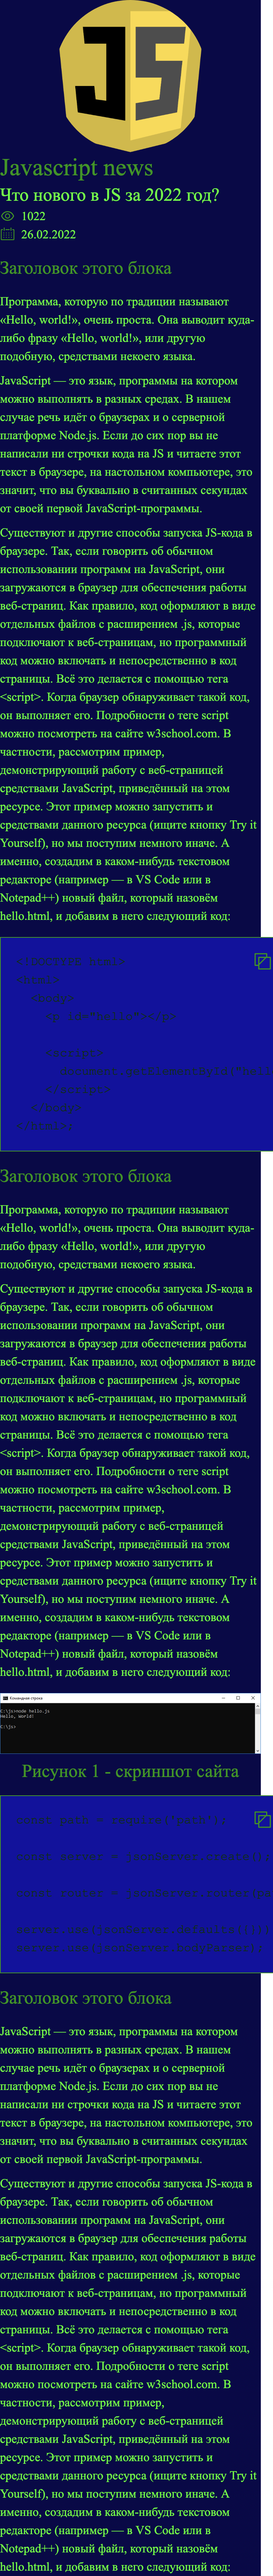 JS
Javascript news
Что нового в JS за 2022 год?
1022
26.02.2022
Заголовок этого блока
Программа, которую по традиции называют
«Hello, world!», очень проста. Она выводит куда-
либо фразу «Hello, world!», или другую
подобную, средствами некоего языка.
JavaScript — это язык, программы на котором
можно выполнять в разных средах. В нашем
случае речь идёт о браузерах и о серверной
платформе Node.js. Если до сих пор вы не
написали ни строчки кода на JS и читаете этот
текст в браузере, на настольном компьютере, это
значит, что вы буквально в считанных секундах
от своей первой JavaScript-программы.
Существуют и другие способы запуска JS-кода в
браузере. Так, если говорить об обычном
использовании программ на JavaScript, они
загружаются в браузер для обеспечения работы
веб-страниц. Как правило, код оформляют в виде
отдельных файлов с расширением .js, которые
подключают к веб-страницам, но программный
код можно включать и непосредственно в код
страницы. Всё это делается с помощью тега
<script>. Когда браузер обнаруживает такой код,
он выполняет его. Подробности о теге script
можно посмотреть на сайте w3school.com. В
частности, рассмотрим пример,
демонстрирующий работу с веб-страницей
средствами JavaScript, приведённый на этом
ресурсе. Этот пример можно запустить и
средствами данного ресурса (ищите кнопку Try it
Yourself), но мы поступим немного иначе. А
именно, создадим в каком-нибудь текстовом
редакторе (например — в VS Code или в
Notepad++) новый файл, который назовём
hello.html, и добавим в него следующий код:
<!DOCTYPE html>
<html>
<body>
</body>
</html>
Заголовок этого блока
Программа, которую по традиции называют
«Hello, world!», очень проста. Она выводит куда-
либо фразу «Hello, world!», или другую
подобную, средствами некоего языка.
Существуют и другие способы запуска JS-кода в
браузере. Так, если говорить об обычном
использовании программ на JavaScript, они
загружаются в браузер для обеспечения работы
веб-страниц. Как правило, код оформляют в виде
отдельных файлов с расширением .js, которые
подключают к веб-страницам, но программный
код можно включать и непосредственно в код
страницы. Всё это делается с помощью тега
<script>. Когда браузер обнаруживает такой код,
он выполняет его. Подробности о теге script
можно посмотреть на сайте w3school.com. В
частности, рассмотрим пример,
демонстрирующий работу с веб-страницей
средствами JavaScript, приведённый на этом
ресурсе. Этот пример можно запустить и
средствами данного ресурса (ищите кнопку Try it
Yourself), но мы поступим немного иначе. А
именно, создадим в каком-нибудь текстовом
редакторе (например — в VS Code или в
Notepad++) новый файл, который назовём
hello.html, и добавим в него следующий код:
Командная строка
C:\js>node hello.js
Hello, world!
C:\js>
Рисунок 1 - скриншот сайта
const path = require('path');
Заголовок этого блока
JavaScript — это язык, программы на котором
можно выполнять в разных средах. В нашем
случае речь идёт о браузерах и о серверной
платформе Node.js. Если до сих пор вы не
написали ни строчки кода на JS и читаете этот
текст в браузере, на настольном компьютере, это
значит, что вы буквально в считанных секундах
от своей первой JavaScript-программы.
Существуют и другие способы запуска JS-кода в
браузере. Так, если говорить об обычном
использовании программ на JavaScript, они
загружаются в браузер для обеспечения работы
веб-страниц. Как правило, код оформляют в виде
отдельных файлов с расширением .js, которые
подключают к веб-страницам, но программный
код можно включать и непосредственно в код
страницы. Всё это делается с помощью тега
<script>. Когда браузер обнаруживает такой код,
он выполняет его. Подробности о теге script
можно посмотреть на сайте w3school.com. В
частности, рассмотрим пример,
демонстрирующий работу с веб-страницей
средствами JavaScript, приведённый на этом
ресурсе. Этот пример можно запустить и
средствами данного ресурса (ищите кнопку Try it
Yourself), но мы поступим немного иначе. А
именно, создадим в каком-нибудь текстовом
редакторе (например — в VS Code или в
Notepad++) новый файл, который назовём
hello.html, и добавим в него следующий код: